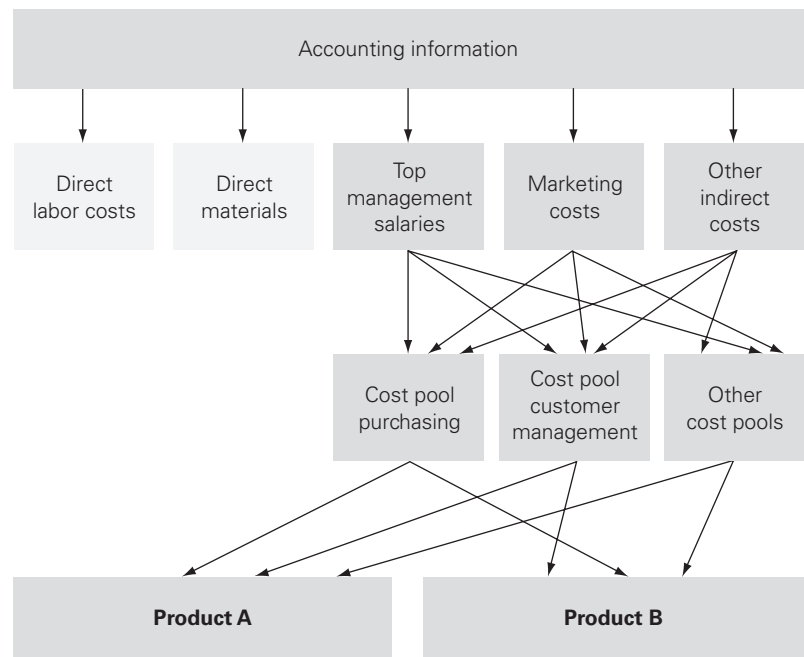 Accounting information
Direct
labor costs
Direct
materials
Top
management
salaries
Marketing
costs
Other
indirect
costs
Cost pool
purchasing
Cost pool
customer
management
Other
cost pools
Product A
Product B